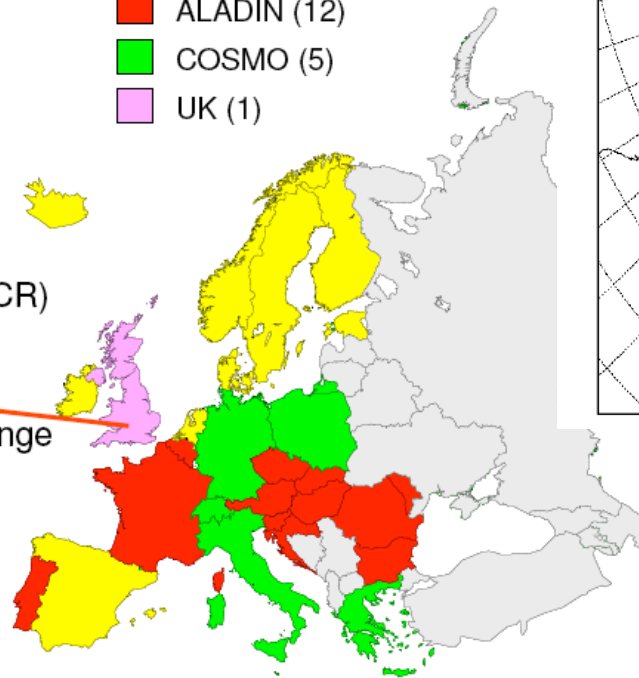 ALADIN (12)
COSMO (5)
UK (1)
CR)
nge